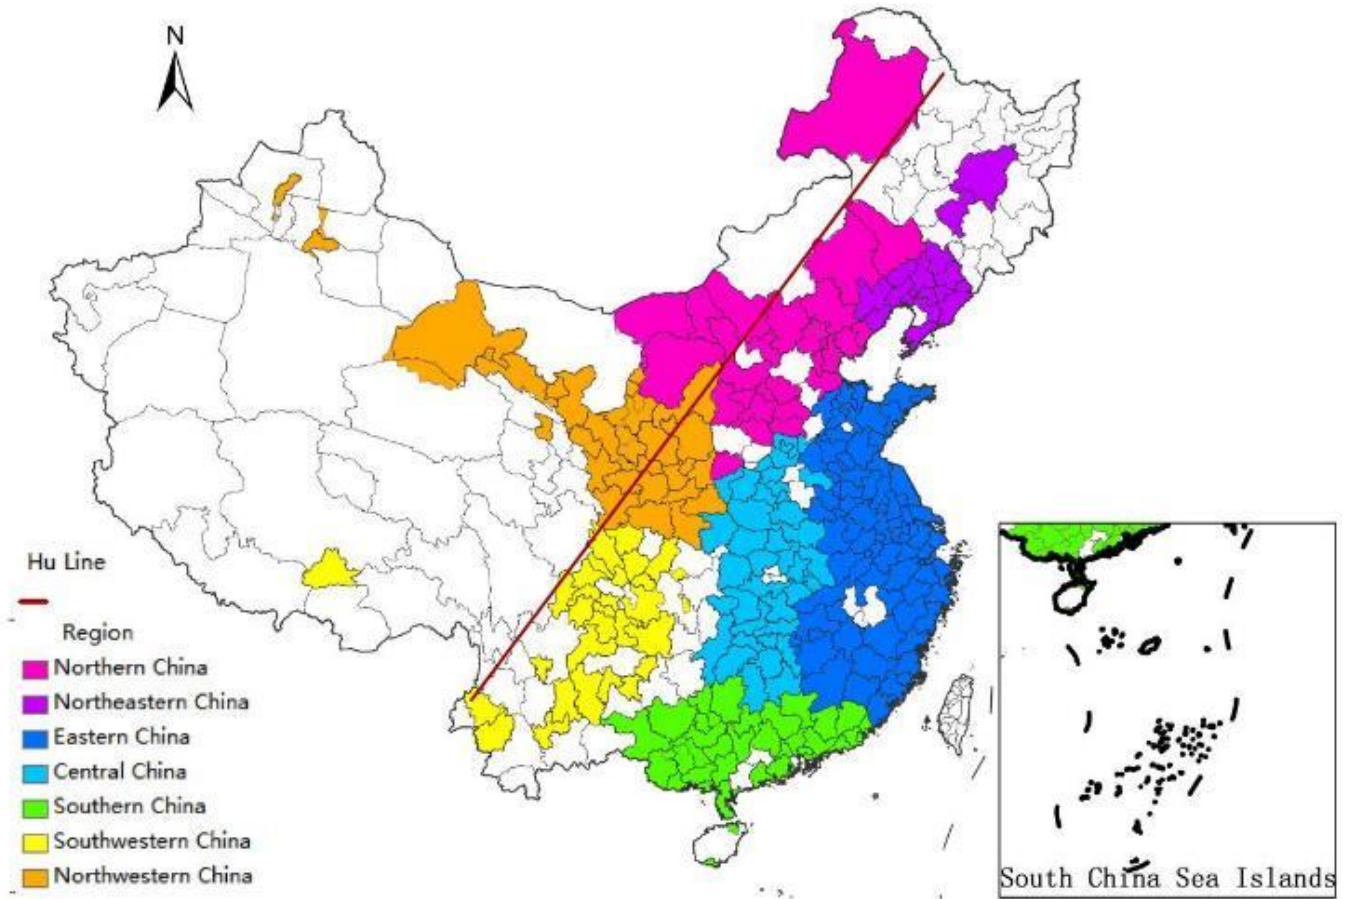 N
Hu Line
Region
Northern China
Northeastern China
Eastern China
Central China
Southern China
Southwestern China
Northwestern China
South China Sea Islands